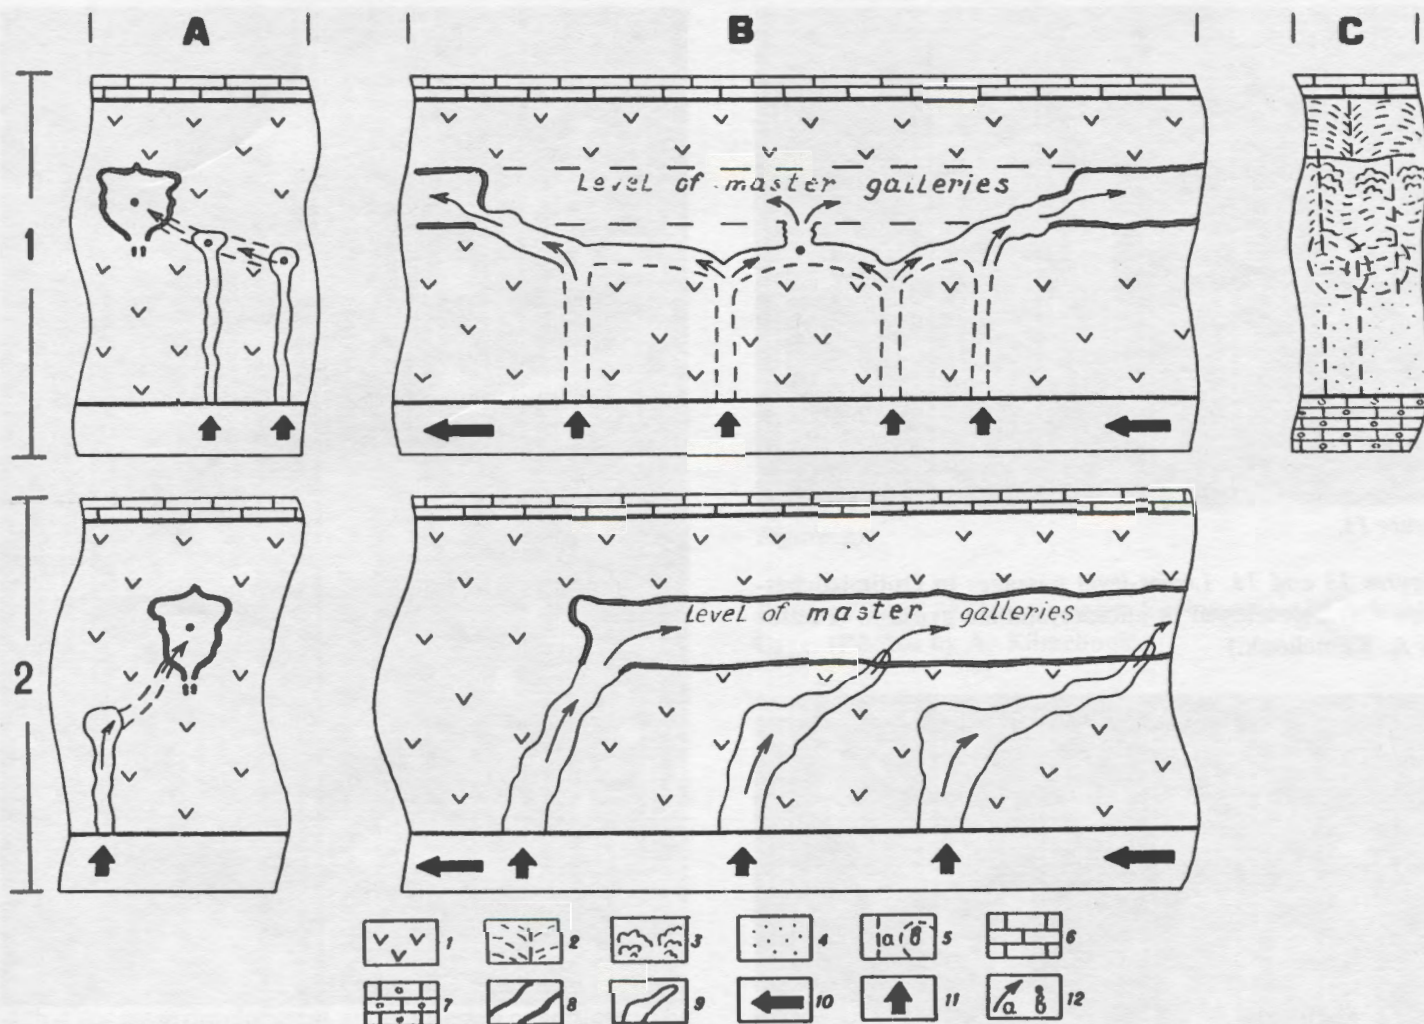 A B C
1
Level of master galleries
2
Level of master galleries
1 2 3 4 a b 5 6
7 8 9 10 11 a b 12